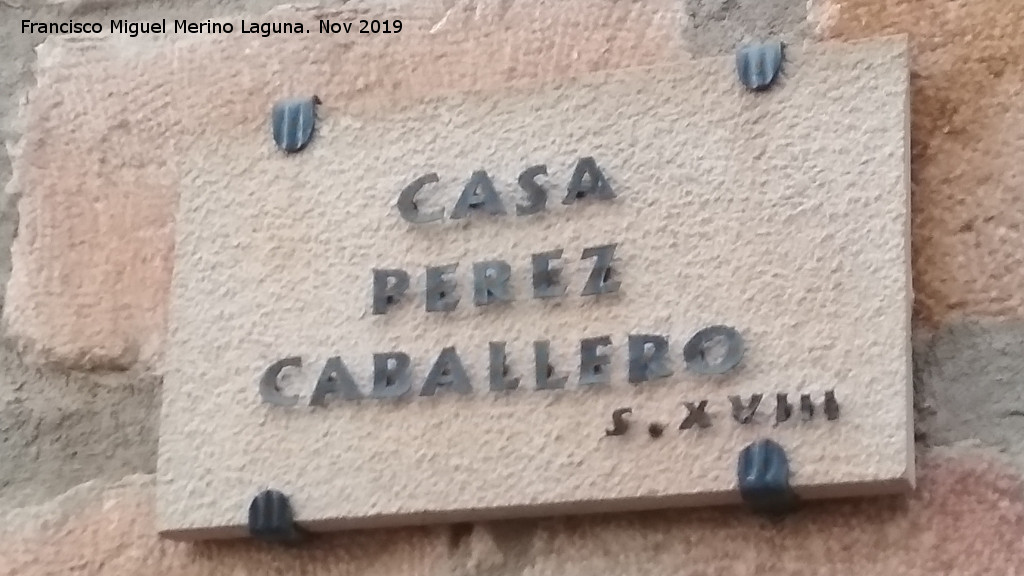 Francisco Miguel Merino Laguna. Nov 2019
CASA
PEREZ
CABALLERO
S. XVIII